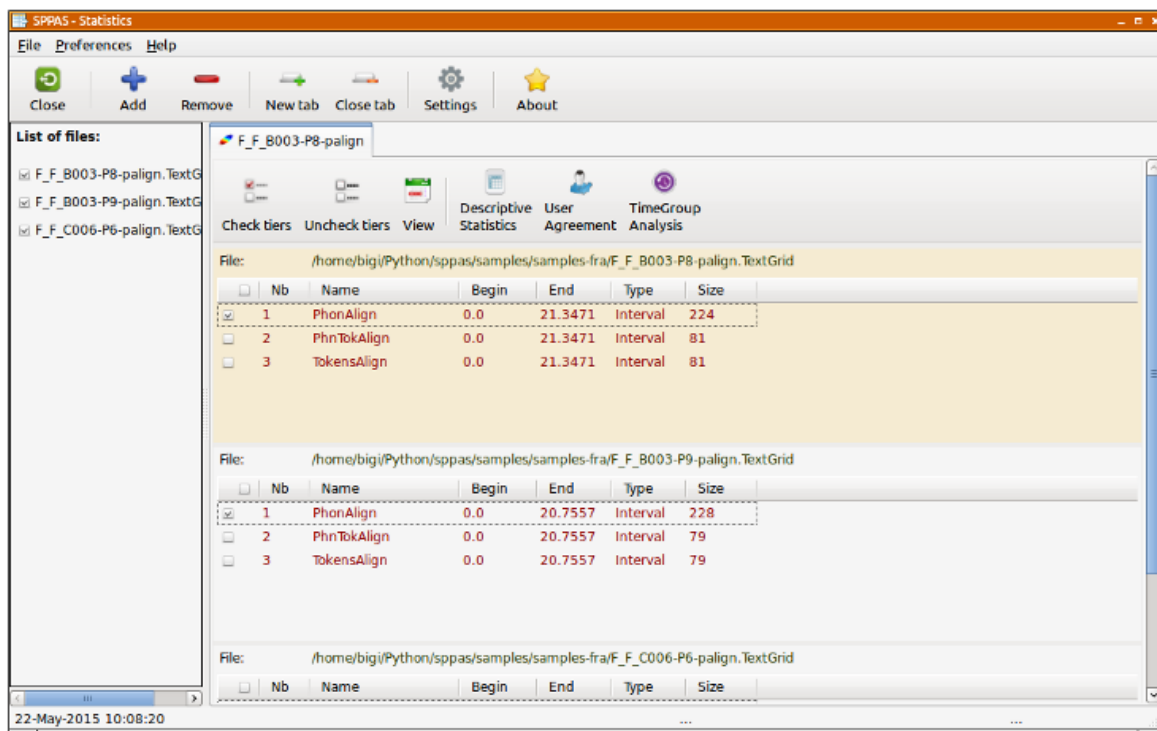 SPPAS - Statistics
File Preferences Help
Close Add Remove New tab Close tab Settings About
List of files:
F_F_B003-P8-palign.TextG
F_F_B003-P9-palign.TextG
F_F_C006-P6-palign.TextG
F_F_B003-P8-palign
Check tiers Uncheck tiers View Descriptive Statistics User Agreement TimeGroup Analysis
File: /home/bigi/Python/sppas/samples/samples-fra/F_F_B003-P8-palign.TextGrid
Nb Name Begin End Type Size
1 PhonAlign 0.0 21.3471 Interval 224
2 PhnTokAlign 0.0 21.3471 Interval 81
3 TokensAlign 0.0 21.3471 Interval 81
File: /home/bigi/Python/sppas/samples/samples-fra/F_F_B003-P9-palign.TextGrid
Nb Name Begin End Type Size
1 PhonAlign 0.0 20.7557 Interval 228
2 PhnTokAlign 0.0 20.7557 Interval 79
3 TokensAlign 0.0 20.7557 Interval 79
File: /home/bigi/Python/sppas/samples/samples-fra/F_F_C006-P6-palign.TextGrid
Nb Name Begin End Type Size
22-May-2015 10:08:20 ... ...